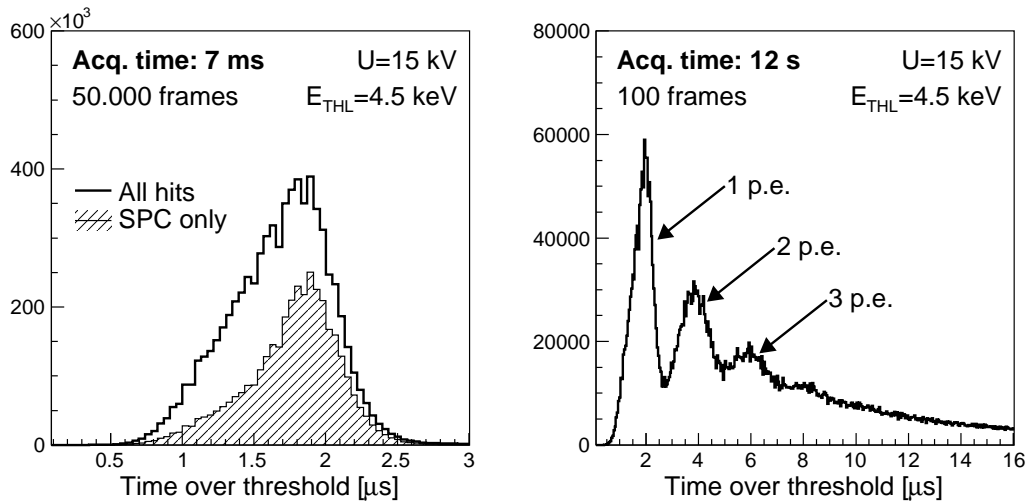 ×10³
600
400
200
0
Acq. time: 7 ms
U=15 kV
50.000 frames
E_THL=4.5 keV
All hits
SPC only
0.5 1 1.5 2 2.5 3
Time over threshold [μs]
80000
60000
40000
20000
0
Acq. time: 12 s
U=15 kV
100 frames
E_THL=4.5 keV
1 p.e.
2 p.e.
3 p.e.
2 4 6 8 10 12 14 16
Time over threshold [μs]